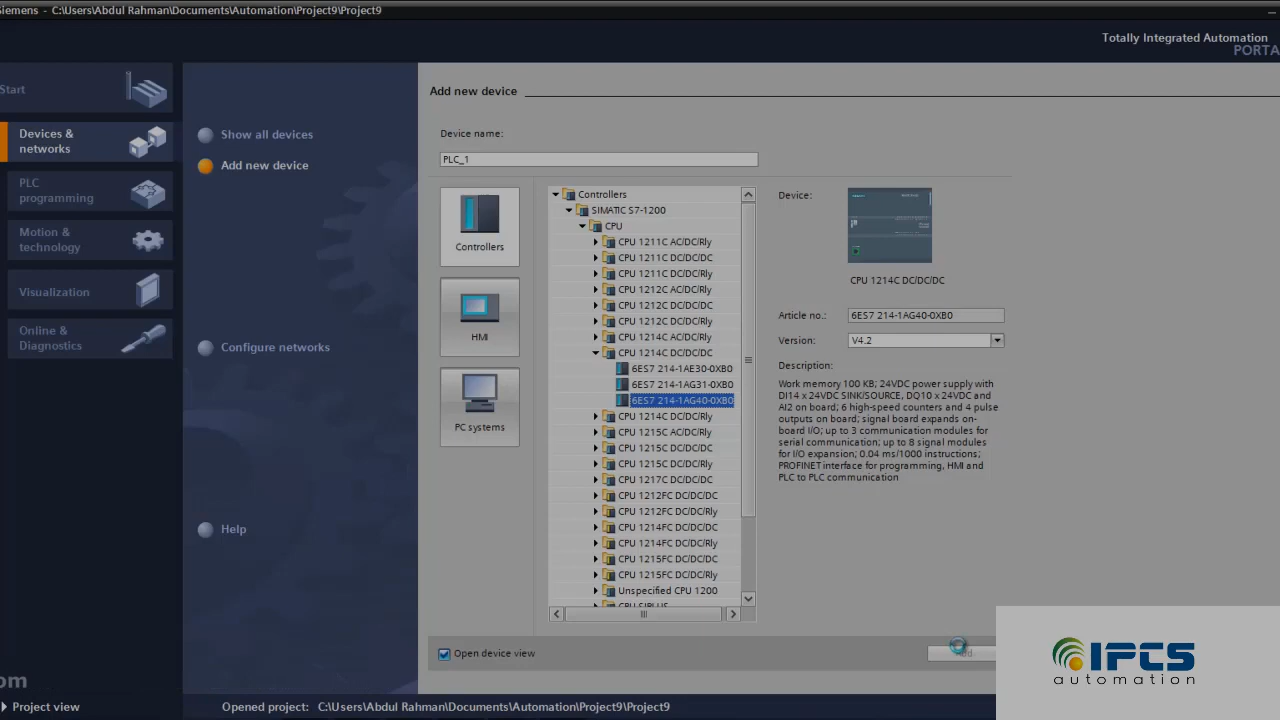 Siemens - C:\Users\Abdul Rahman\Documents\Automation\Project9\Project9
Totally Integrated Automation
PORTA
Start
Devices &
networks
PLC
programming
Motion &
technology
Visualization
Online &
Diagnostics
Show all devices
Add new device
Configure networks
Help
Add new device
Device name:
PLC_1
Controllers
HMI
PC systems
Controllers
SIMATIC S7-1200
CPU
CPU 1211C AC/DC/Rly
CPU 1211C DC/DC/DC
CPU 1211C DC/DC/Rly
CPU 1212C AC/DC/Rly
CPU 1212C DC/DC/DC
CPU 1212C DC/DC/Rly
CPU 1214C AC/DC/Rly
CPU 1214C DC/DC/DC
6ES7 214-1AE30-0XB0
6ES7 214-1AG31-0XB0
6ES7 214-1AG40-0XB0
CPU 1214C DC/DC/Rly
CPU 1215C AC/DC/Rly
CPU 1215C DC/DC/DC
CPU 1215C DC/DC/Rly
CPU 1217C DC/DC/DC
CPU 1212FC DC/DC/DC
CPU 1212FC DC/DC/Rly
CPU 1214FC DC/DC/DC
CPU 1214FC DC/DC/Rly
CPU 1215FC DC/DC/DC
CPU 1215FC DC/DC/Rly
Unspecified CPU 1200
CPU SIPLUS
Device:
CPU 1214C DC/DC/DC
Article no.: 6ES7 214-1AG40-0XB0
Version: V4.2
Description:
Work memory 100 KB; 24VDC power supply with
DI14 x 24VDC SINK/SOURCE, DQ10 x 24VDC and
AI2 on board; 6 high-speed counters and 4 pulse
outputs on board; signal board expands on-
board I/O; up to 3 communication modules for
serial communication; up to 8 signal modules
for I/O expansion; 0.04 ms/1000 instructions;
PROFINET interface for programming, HMI and
PLC to PLC communication
Open device view
Add
IPCS
automation
om
Project view
Opened project: C:\Users\Abdul Rahman\Documents\Automation\Project9\Project9